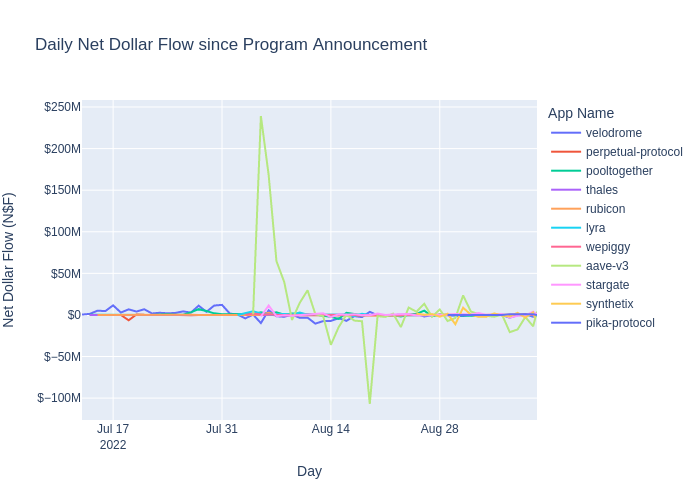 Daily Net Dollar Flow since Program Announcement
Net Dollar Flow (N$F)
$250M
$200M
$150M
$100M
$50M
$0
$−50M
$−100M
Jul 17
2022
Jul 31
Aug 14
Aug 28
Day
App Name
velodrome
perpetual-protocol
pooltogether
thales
rubicon
lyra
wepiggy
aave-v3
stargate
synthetix
pika-protocol